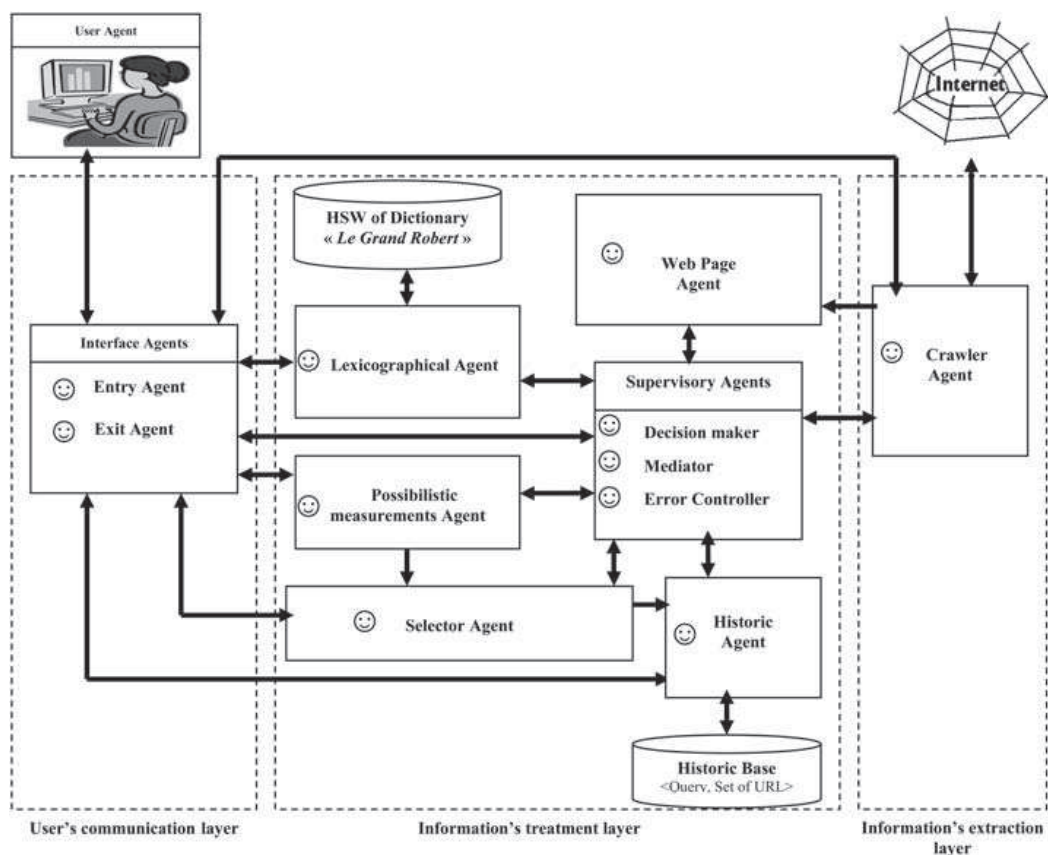 User Agent
Internet
HSW of Dictionary
« Le Grand Robert »
Web Page
Agent
Interface Agents
Entry Agent
Exit Agent
Lexicographical Agent
Crawler
Agent
Supervisory Agents
Decision maker
Mediator
Error Controller
Possibilistic
measurements Agent
Selector Agent
Historic
Agent
Historic Base
<Query, Set of URL>
User's communication layer
Information's treatment layer
Information's extraction
layer